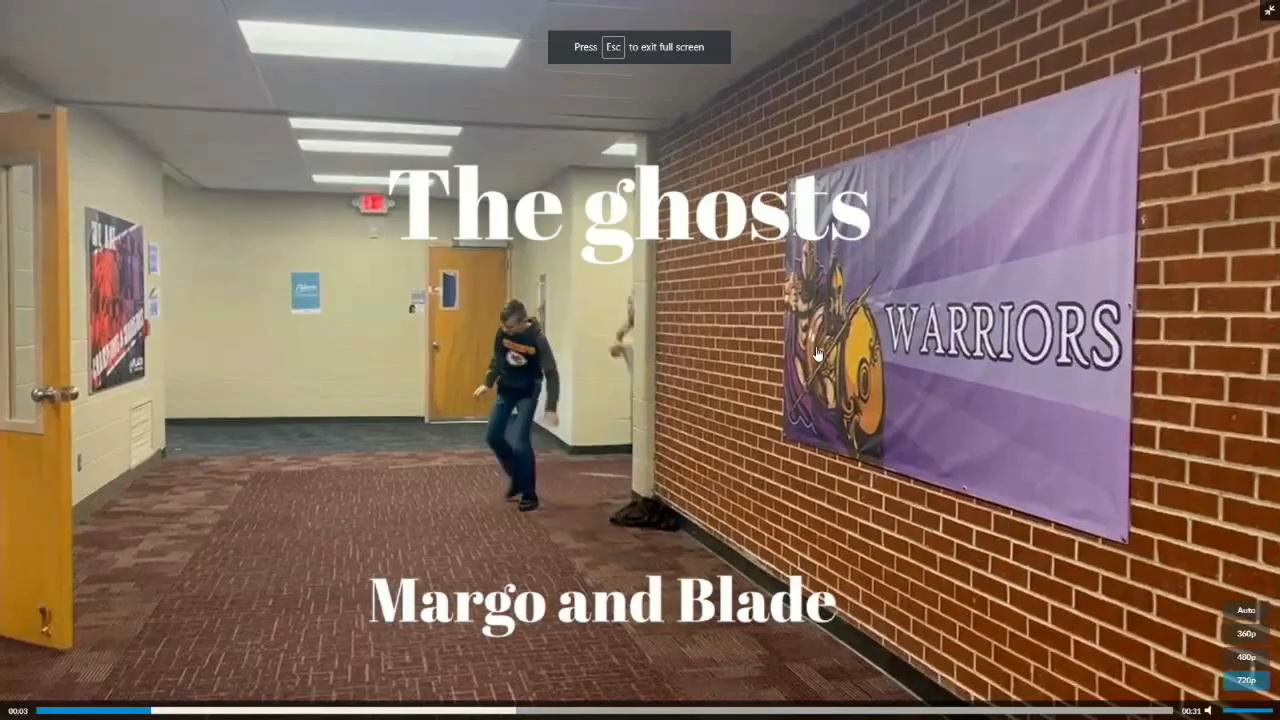 Press Esc to exit full screen
The ghosts
WARRIORS
Margo and Blade
Auto
360p
480p
720p
00:03
00:31